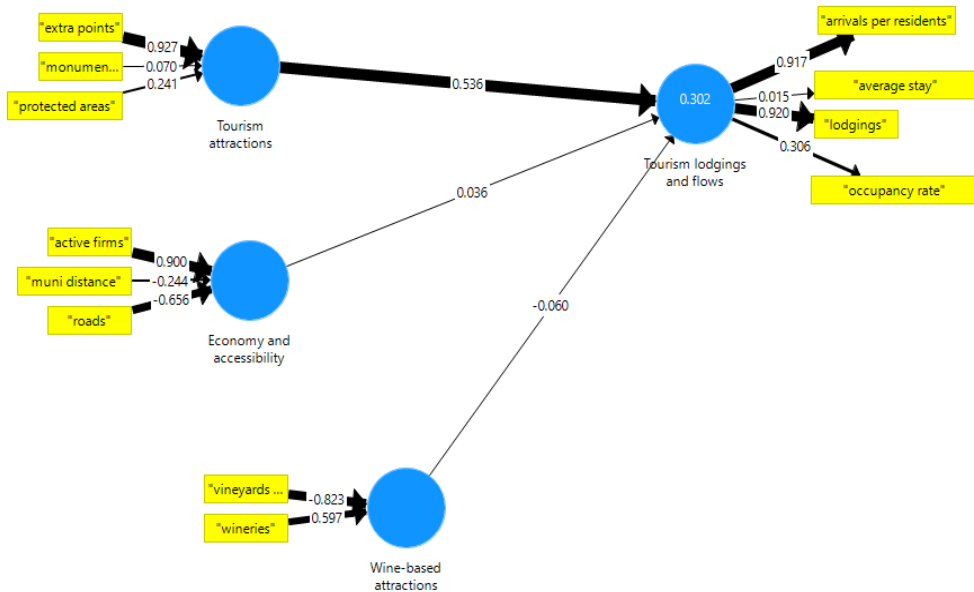 "extra points"
0.927
"monumen...
0.070
"protected areas"
0.241
Tourism
attractions
0.536
0.302
Tourism lodgings
and flows
"arrivals per residents"
0.917
"average stay"
0.015
0.920
"lodgings"
0.306
"occupancy rate"
0.036
"active firms"
0.900
"muni distance"
-0.244
-0.656
"roads"
Economy and
accessibility
-0.060
"vineyards ...
-0.823
"wineries"
0.597
Wine-based
attractions